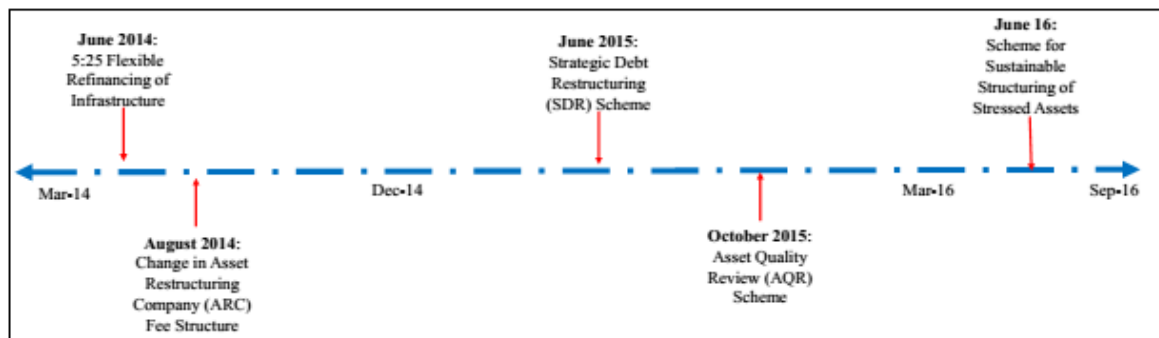 June 2014:
5:25 Flexible
Refinancing of
Infrastructure
June 2015:
Strategic Debt
Restructuring
(SDR) Scheme
June 16:
Scheme for
Sustainable
Structuring of
Stressed Assets
Mar-14
Dec-14
Mar-16
Sep-16
August 2014:
Change in Asset
Restructuring
Company (ARC)
Fee Structure
October 2015:
Asset Quality
Review (AQR)
Scheme